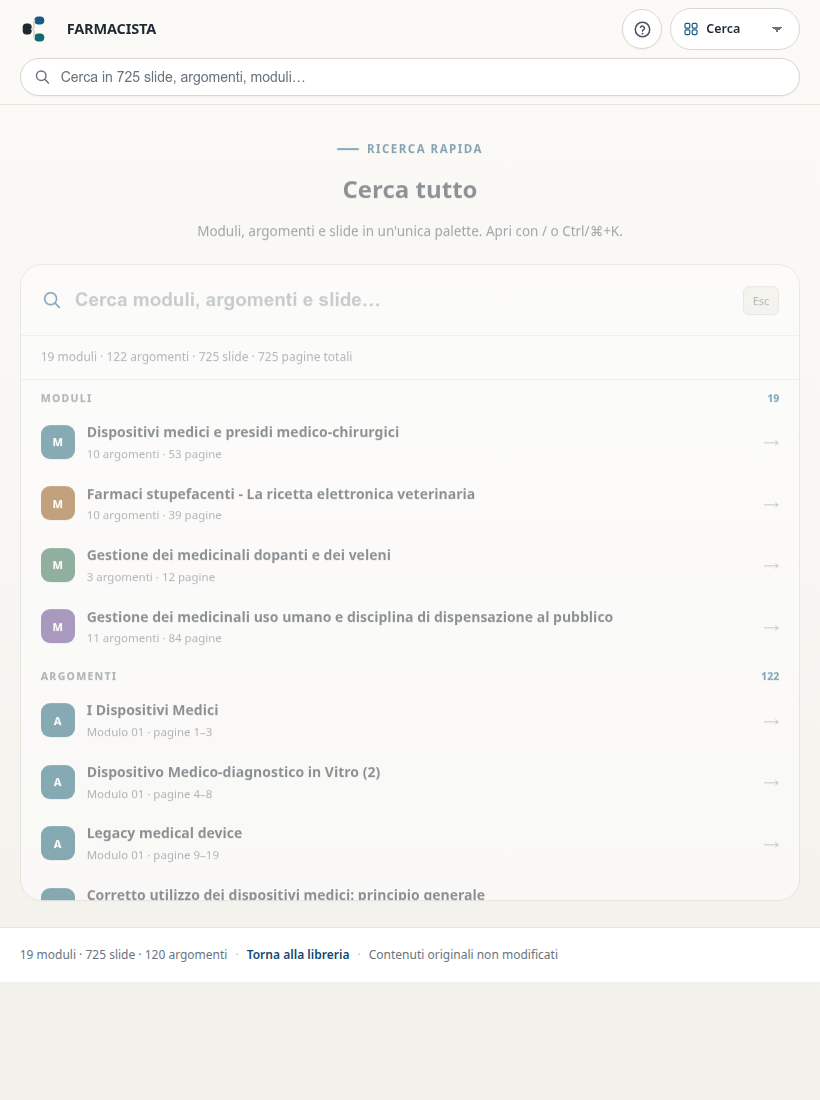 FARMACISTA
Cerca
Cerca in 725 slide, argomenti, moduli…
RICERCA RAPIDA
Cerca tutto
Moduli, argomenti e slide in un'unica palette. Apri con / o Ctrl/⌘+K.
Cerca moduli, argomenti e slide…
Esc
19 moduli · 122 argomenti · 725 slide · 725 pagine totali
MODULI 19
M Dispositivi medici e presidi medico-chirurgici →
10 argomenti · 53 pagine
M Farmaci stupefacenti - La ricetta elettronica veterinaria →
10 argomenti · 39 pagine
M Gestione dei medicinali dopanti e dei veleni →
3 argomenti · 12 pagine
M Gestione dei medicinali uso umano e disciplina di dispensazione al pubblico →
11 argomenti · 84 pagine
ARGOMENTI 122
A I Dispositivi Medici →
Modulo 01 · pagine 1–3
A Dispositivo Medico-diagnostico in Vitro (2) →
Modulo 01 · pagine 4–8
A Legacy medical device →
Modulo 01 · pagine 9–19
Corretto utilizzo dei dispositivi medici: principio generale
19 moduli · 725 slide · 120 argomenti · Torna alla libreria · Contenuti originali non modificati